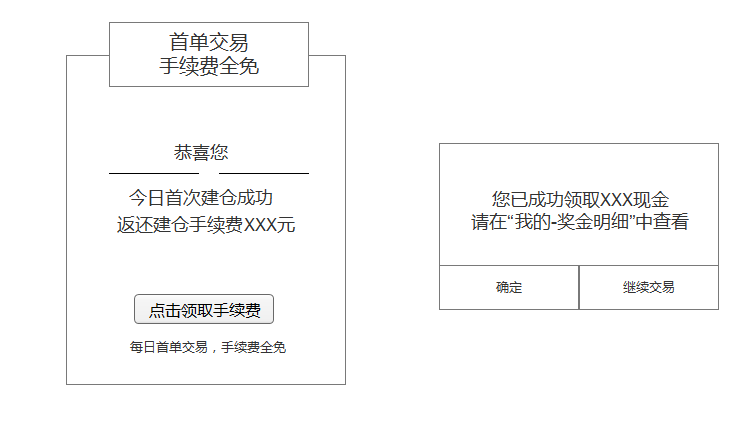 首单交易
手续费全免
恭喜您
今日首次建仓成功
返还建仓手续费XXX元
点击领取手续费
每日首单交易，手续费全免
您已成功领取XXX现金
请在“我的-奖金明细”中查看
确定
继续交易